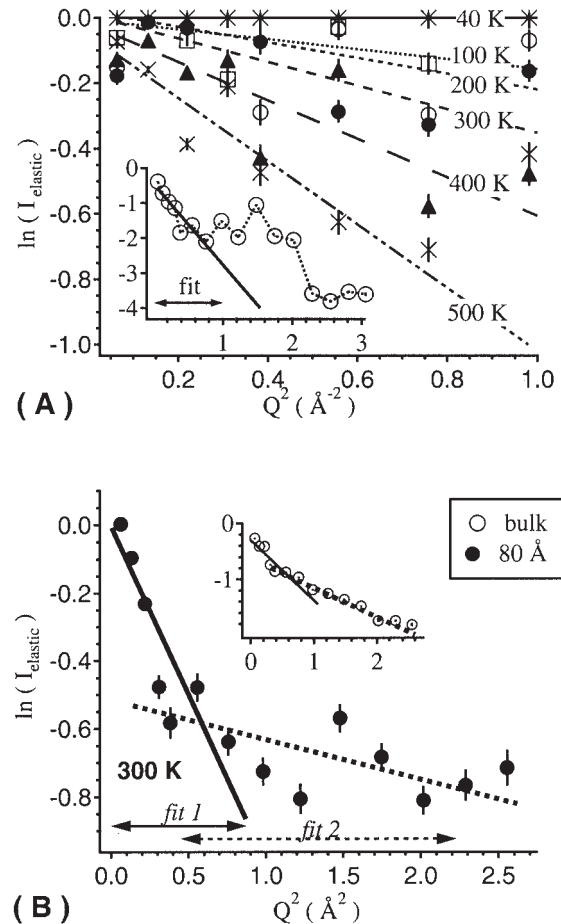 0.0
40 K
100 K
-0.2
200 K
300 K
-0.4
400 K
ln ( I elastic )
0
-0.6
-1
-2
-0.8
-3
fit
500 K
-4
1 2 3
-1.0
0.2 0.4 0.6 0.8 1.0
( A )
Q² (Å⁻²)
bulk
80 Å
0.0
0
-0.2
-1
ln ( I elastic )
-0.4
0 1 2
-0.6
300 K
-0.8
fit 1
fit 2
0.0 0.5 1.0 1.5 2.0 2.5
( B )
Q² (Å²)